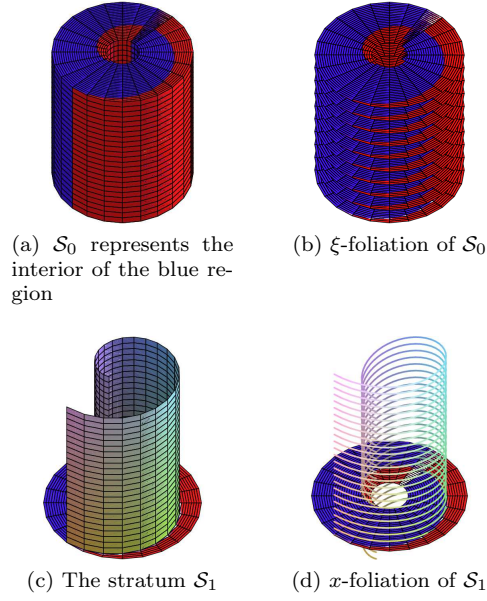 (a) 𝒮₀ represents the
interior of the blue re-
gion
(b) ξ-foliation of 𝒮₀
(c) The stratum 𝒮₁
(d) x-foliation of 𝒮₁